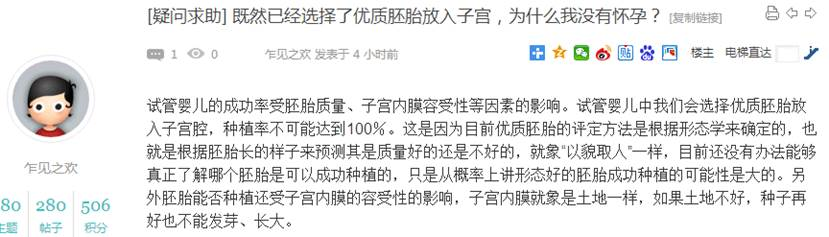 [疑问求助] 既然已经选择了优质胚胎放入子宫，为什么我没有怀孕？ [复制链接]
1 0 乍见之欢 发表于 4 小时前 楼主 电梯直达
试管婴儿的成功率受胚胎质量、子宫内膜容受性等因素的影响。试管婴儿中我们会选择优质胚胎放
入子宫腔，种植率不可能达到100%。这是因为目前优质胚胎的评定方法是根据形态学来确定的，也
就是根据胚胎长的样子来预测其是质量好的还是不好的，就象“以貌取人”一样，目前还没有办法能够
真正了解哪个胚胎是可以成功种植的，只是从概率上讲形态好的胚胎成功种植的可能性是大的。另
外胚胎能否种植还受子宫内膜的容受性的影响，子宫内膜就象是土地一样，如果土地不好，种子再
好也不能发芽、长大。
乍见之欢
80 280 506
主题 帖子 积分